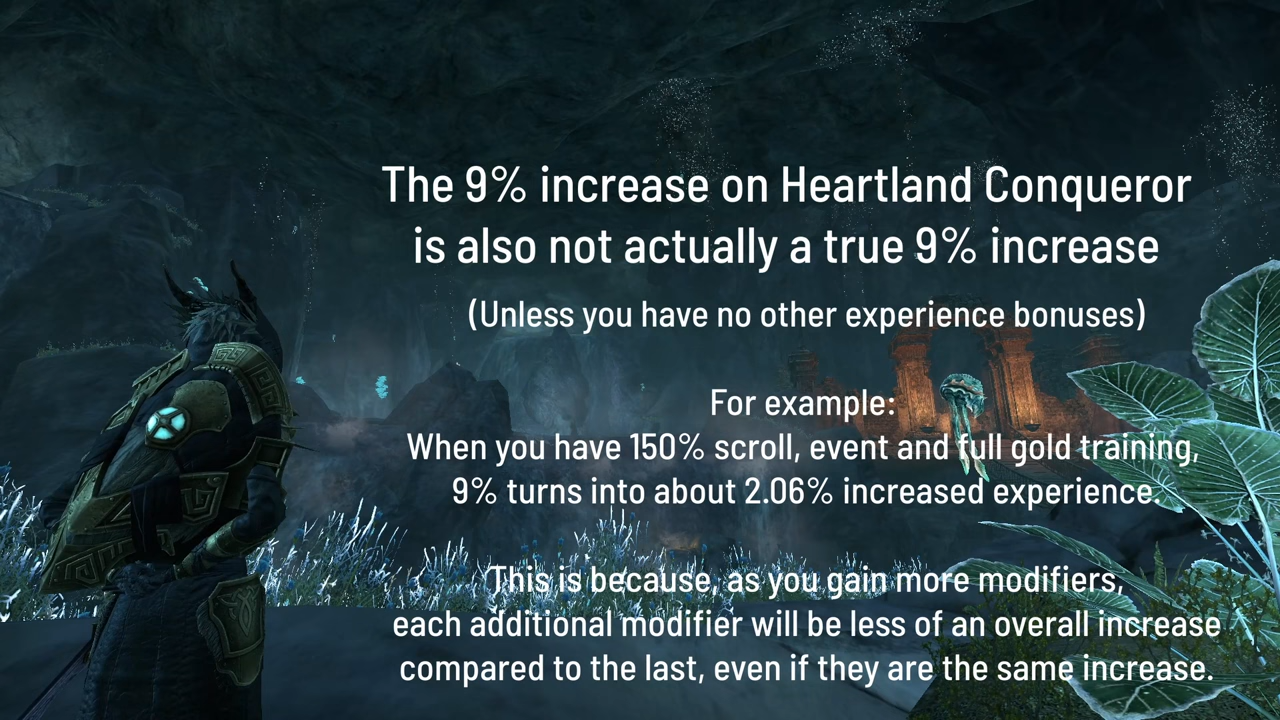 The 9% increase on Heartland Conqueror
is also not actually a true 9% increase
(Unless you have no other experience bonuses)
For example:
When you have 150% scroll, event and full gold training,
9% turns into about 2.06% increased experience.
This is because, as you gain more modifiers,
each additional modifier will be less of an overall increase
compared to the last, even if they are the same increase.